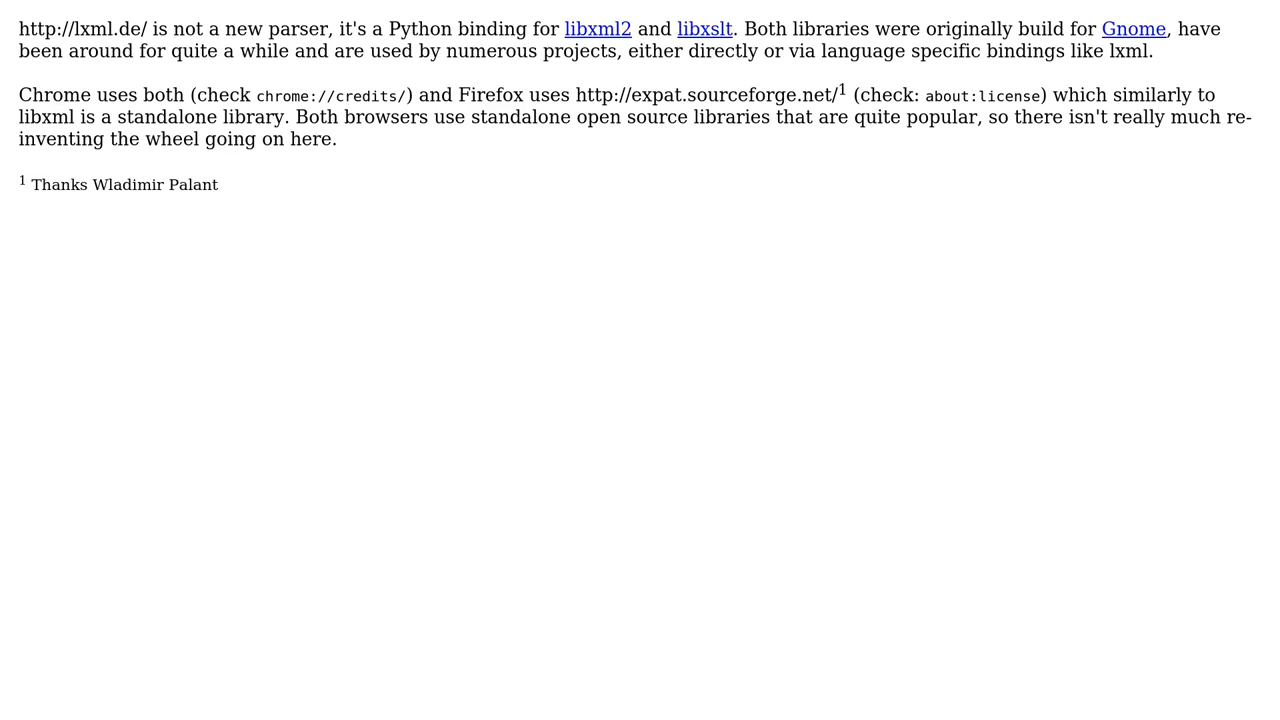 http://lxml.de/ is not a new parser, it's a Python binding for libxml2 and libxslt. Both libraries were originally build for Gnome, have
been around for quite a while and are used by numerous projects, either directly or via language specific bindings like lxml.
Chrome uses both (check chrome://credits/) and Firefox uses http://expat.sourceforge.net/1 (check: about:license) which similarly to
libxml is a standalone library. Both browsers use standalone open source libraries that are quite popular, so there isn't really much re-
inventing the wheel going on here.
1 Thanks Wladimir Palant